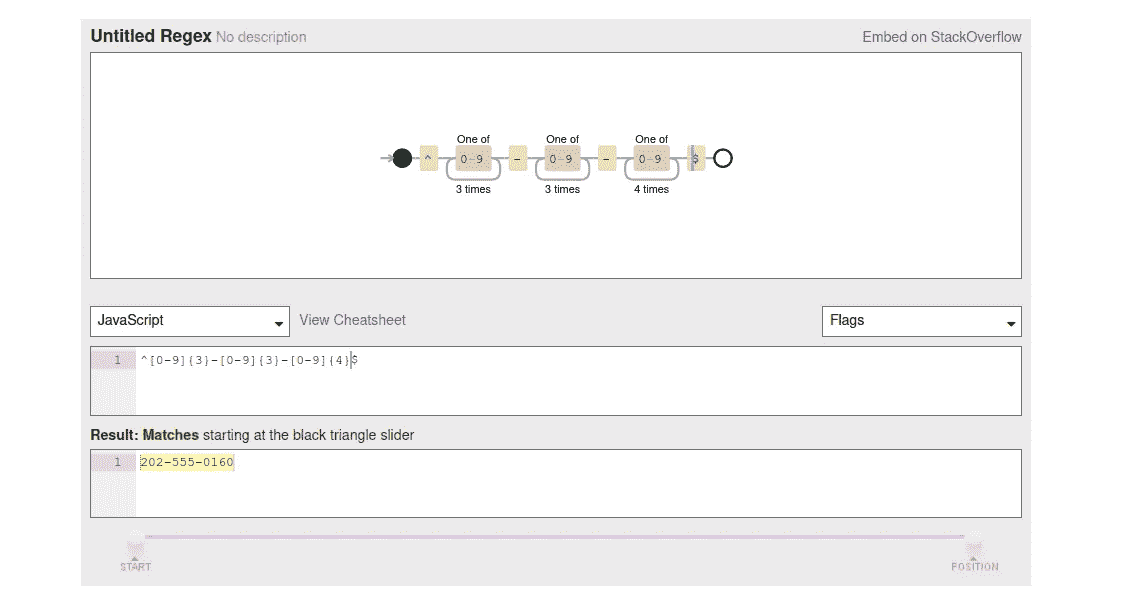 Untitled Regex No description Embed on StackOverflow
One of One of One of
^ 0-9 - 0-9 - 0-9 $
3 times 3 times 4 times
JavaScript View Cheatsheet Flags
1 ^[0-9]{3}-[0-9]{3}-[0-9]{4}$
Result: Matches starting at the black triangle slider
1 202-555-0160
START POSITION